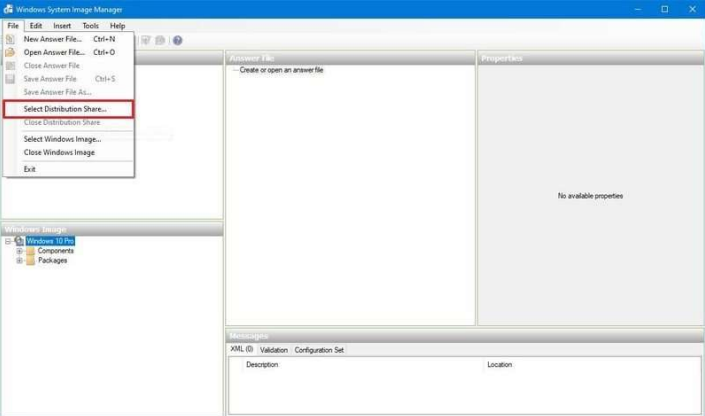 Windows System Image Manager
File Edit Insert Tools Help
New Answer File... Ctrl+N
Open Answer File... Ctrl+O
Close Answer File
Save Answer File Ctrl+S
Save Answer File As...
Select Distribution Share...
Close Distribution Share
Select Windows Image...
Close Windows Image
Exit
Answer File
Create or open an answer file
Properties
No available properties
Windows Image
Windows 10 Pro
Components
Packages
Messages
XML (0) Validation Configuration Set
Description Location